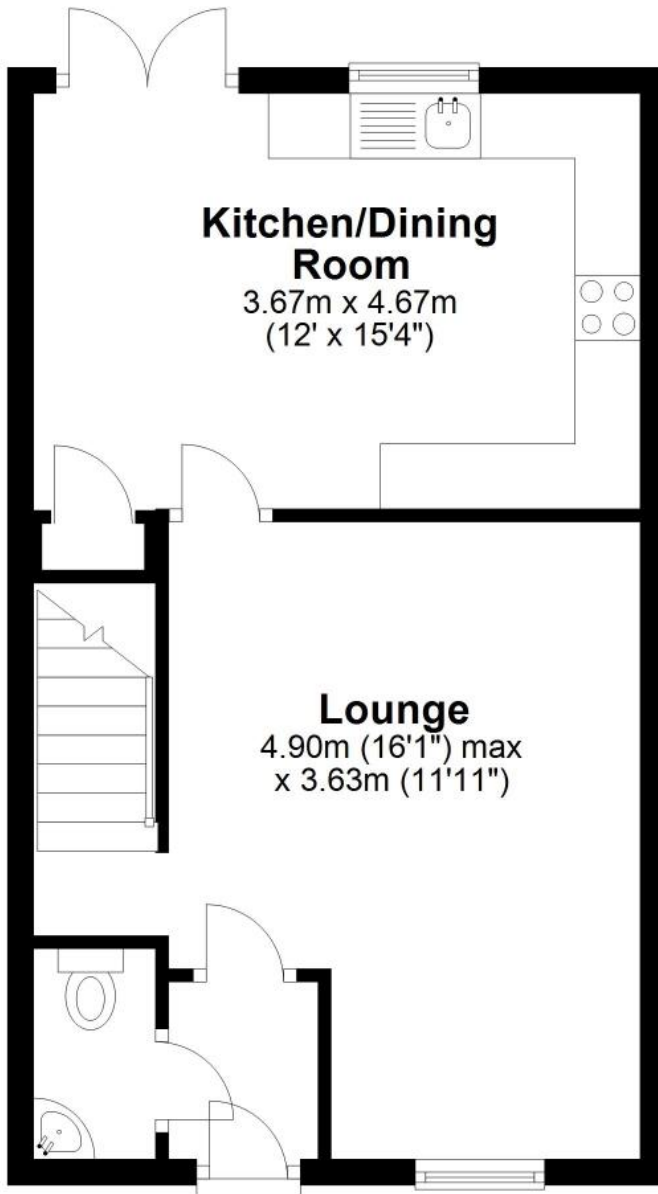 Kitchen/Dining
Room
3.67m x 4.67m
(12' x 15'4")
Lounge
4.90m (16'1") max
x 3.63m (11'11")